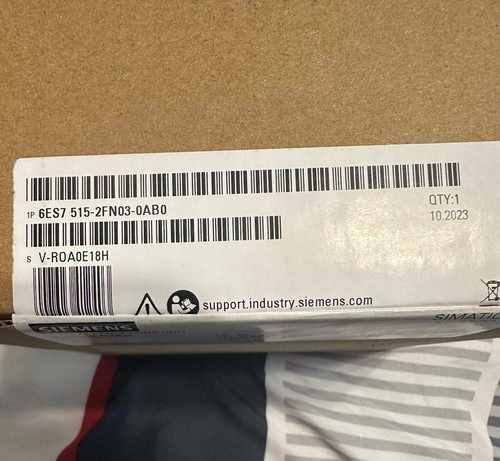 1P 6ES7 515-2FN03-0AB0
QTY:1
10.2023
S V-R0A0E18H
support.industry.siemens.com
SIEMENS
SIMATIC